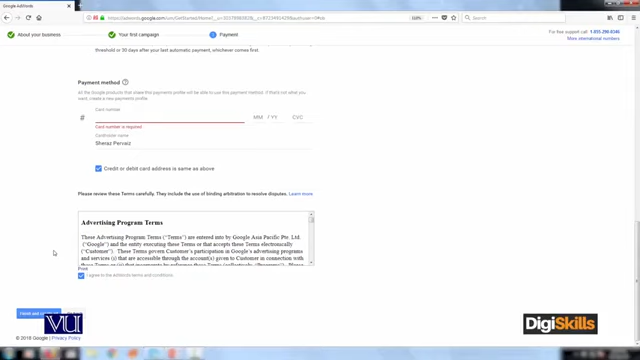 Google AdWords
For free support call: 1-855-290-8346
More international numbers
About your business
Your first campaign
Payment
threshold or 30 days after your last automatic payment, whichever comes first.
Payment method
All the Google products that share this payments profile will be able to use this payment method. If that's not what you
want, create a new payments profile.
Card number
#
MM / YY
CVC
Card number is required
Cardholder name
Sheraz Pervaiz
Credit or debit card address is same as above
Please review these Terms carefully. They include the use of binding arbitration to resolve disputes. Learn more.
Advertising Program Terms
These Advertising Program Terms ("Terms") are entered into by Google Asia Pacific Pte. Ltd.
("Google") and the entity executing these Terms or that accepts these Terms electronically
("Customer"). These Terms govern Customer's participation in Google's advertising programs
and services (i) that are accessible through the account(s) given to Customer in connection with
Print
I agree to the AdWords terms and conditions
Finish and
VU
DigiSkills
© 2018 Google | Privacy Policy